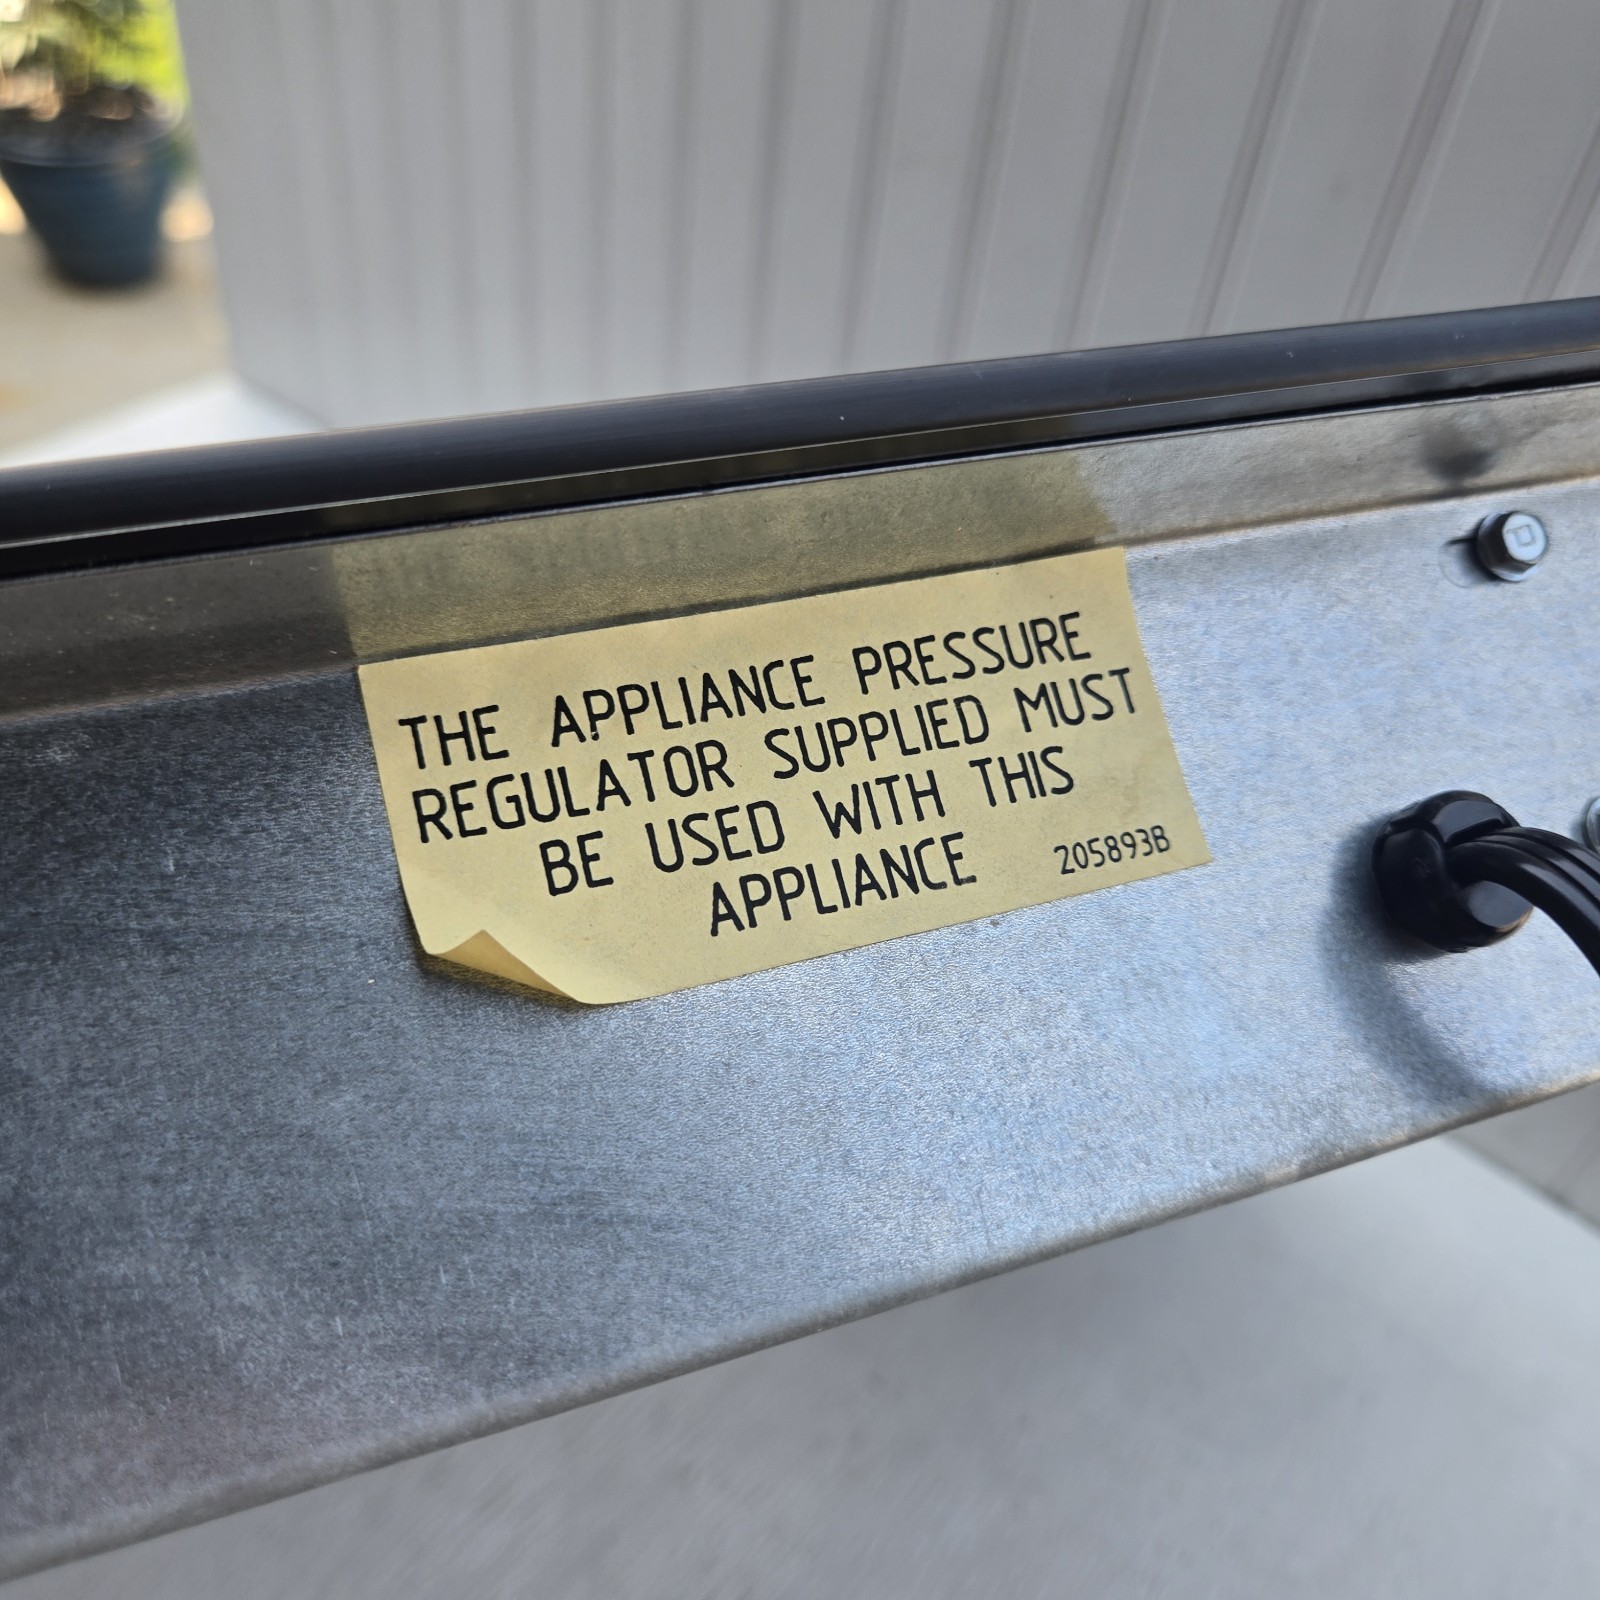 THE APPLIANCE PRESSURE
REGULATOR SUPPLIED MUST
BE USED WITH THIS
APPLIANCE 205893B